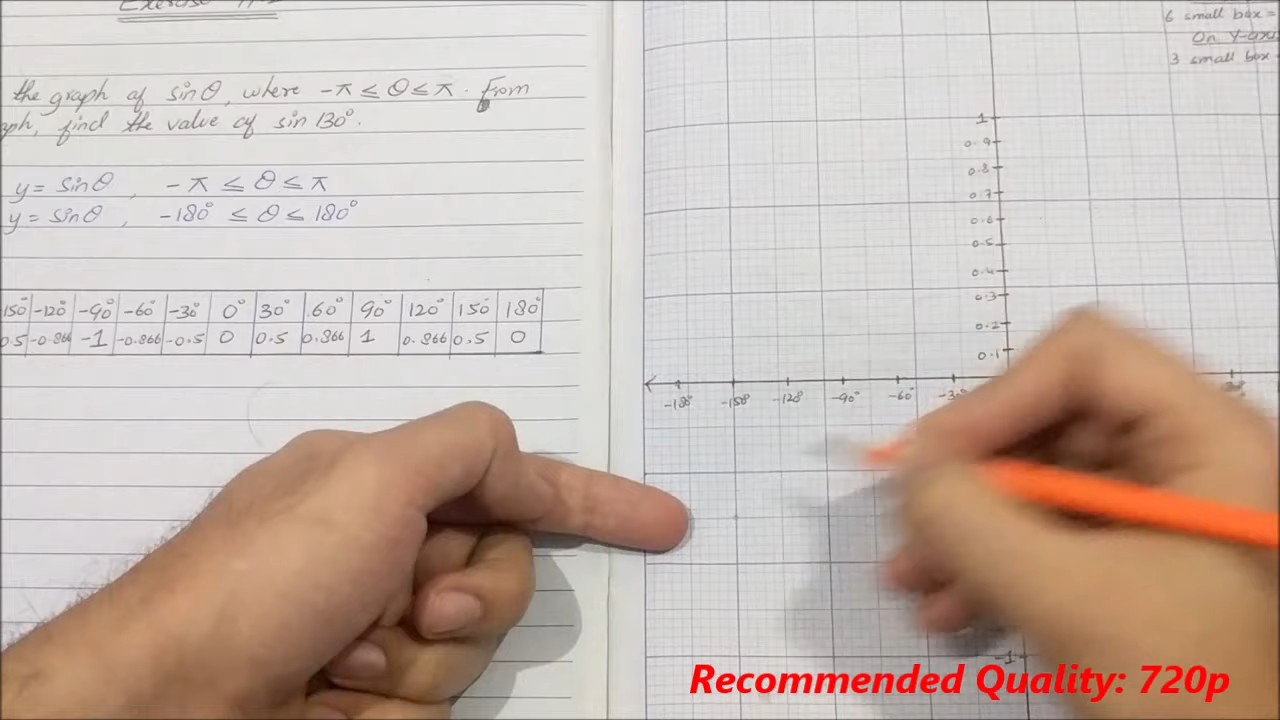 the graph of sinθ, where -π ≤ θ ≤ π. From
find the value of sin 130°.
y = sinθ, -π ≤ θ ≤ π
y = sinθ, -180° ≤ θ ≤ 180°
150° -120° -90° -60° -30° 0° 30° 60° 90° 120° 150° 180°
0.5 -0.866 -1 -0.866 -0.5 0 0.5 0.866 1 0.866 0.5 0
6 small box =
On Y-axis
3 small box
1
0.9
0.8
0.7
0.6
0.5
0.4
0.3
0.2
0.1
-180° -150° -120° -90° -60° -30°
-1
Recommended Quality: 720p